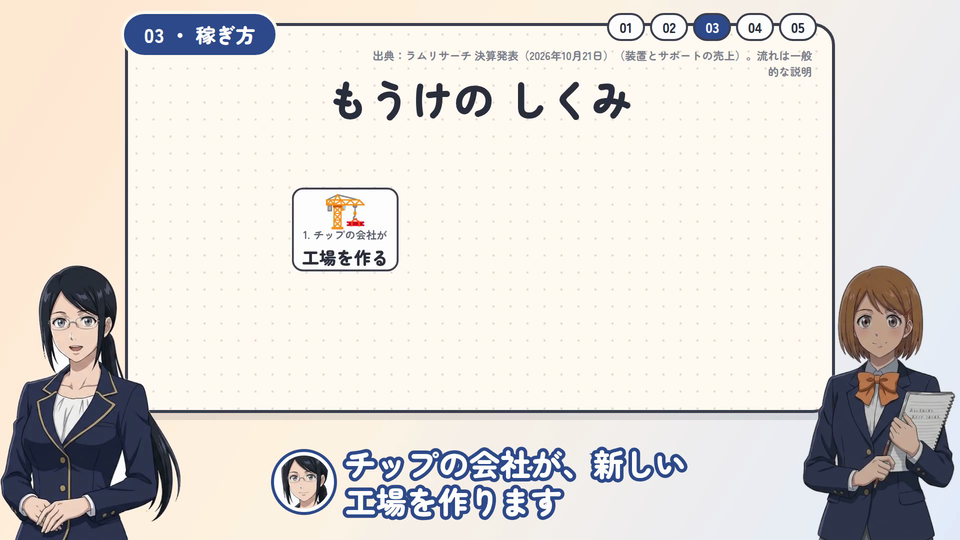 03 ・ 稼ぎ方
01 02 03 04 05
出典：ラムリサーチ 決算発表（2026年10月21日）（装置とサポートの売上）。流れは一般
的な説明
もうけの しくみ
1. チップの会社が
工場を作る
チップの会社が、新しい
工場を作ります